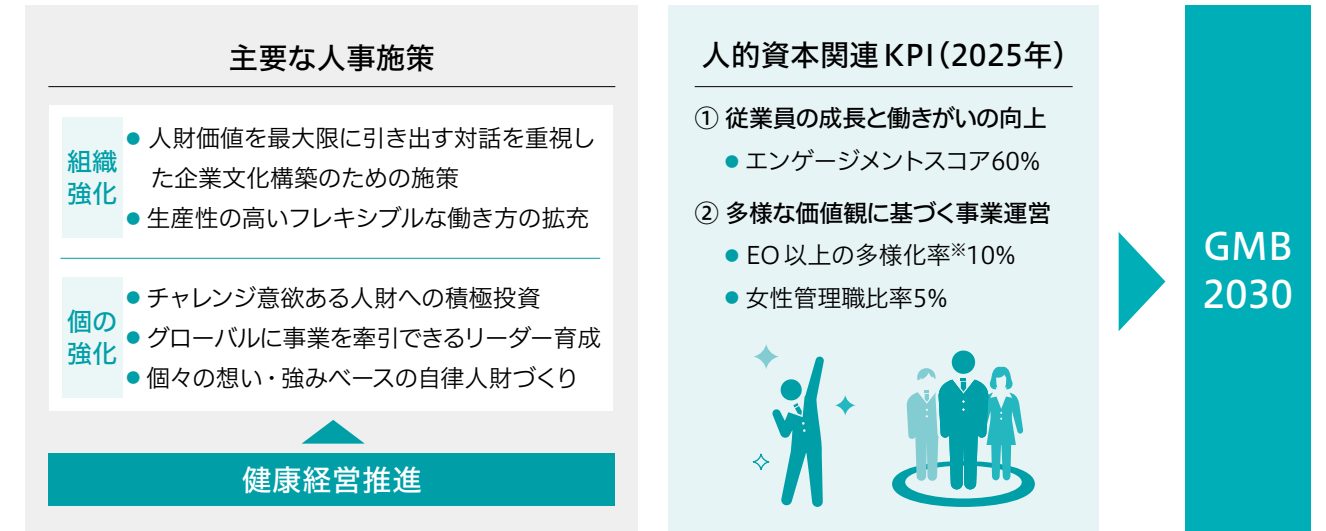 主要な人事施策
組織
強化
● 人財価値を最大限に引き出す対話を重視し
た企業文化構築のための施策
● 生産性の高いフレキシブルな働き方の拡充
個の
強化
● チャレンジ意欲ある人財への積極投資
● グローバルに事業を牽引できるリーダー育成
● 個々の想い・強みベースの自律人財づくり
健康経営推進
人的資本関連KPI（2025年）
① 従業員の成長と働きがいの向上
● エンゲージメントスコア60%
② 多様な価値観に基づく事業運営
● EO以上の多様化率※10%
● 女性管理職比率5%
GMB
2030